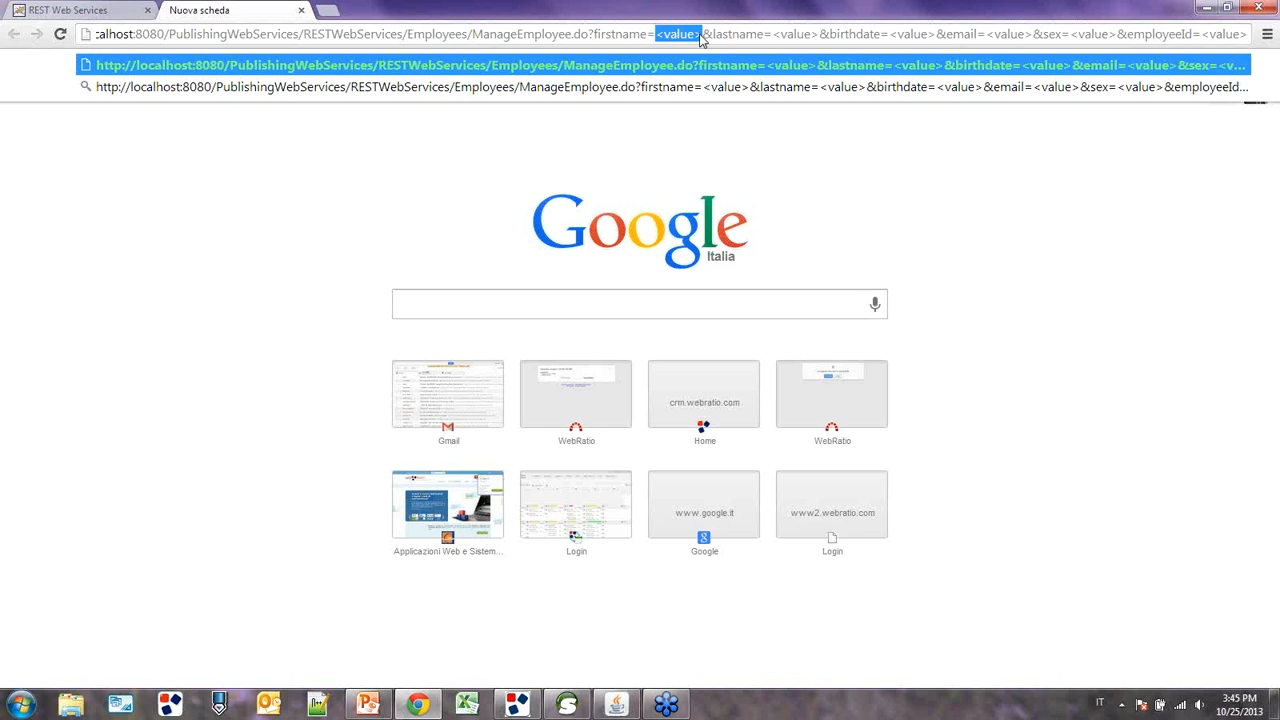 REST Web Services
Nuova scheda
calhost:8080/PublishingWebServices/RESTWebServices/Employees/ManageEmployee.do?firstname=<value>&lastname=<value>&birthdate=<value>&email=<value>&sex=<value>&employeeId=<value>
http://localhost:8080/PublishingWebServices/RESTWebServices/Employees/ManageEmployee.do?firstname=<value>&lastname=<value>&birthdate=<value>&email=<value>&sex=<v...
http://localhost:8080/PublishingWebServices/RESTWebServices/Employees/ManageEmployee.do?firstname=<value>&lastname=<value>&birthdate=<value>&email=<value>&sex=<value>&employeeId...
Google
Italia
crm.webratio.com
Gmail
WebRatio
Home
WebRatio
www.google.it
www2.webratio.com
Applicazioni Web e Sistem...
Login
Google
Login
IT
3:45 PM
10/25/2013